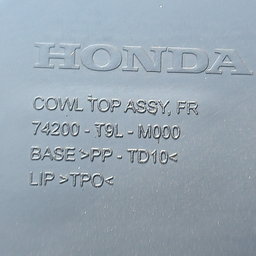 HONDA
COWL TOP ASSY, FR
74200 - T9L - M000
BASE >PP - TD10<
LIP >TPO<